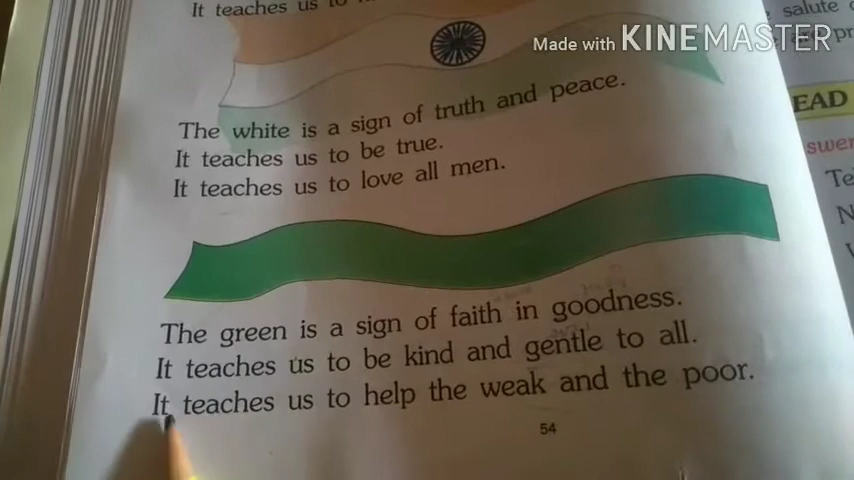 It teaches us to
Made with KINEMASTER
salute
The white is a sign of truth and peace.
It teaches us to be true.
It teaches us to love all men.
EAD
swer
The green is a sign of faith in goodness.
It teaches us to be kind and gentle to all.
It teaches us to help the weak and the poor.
54